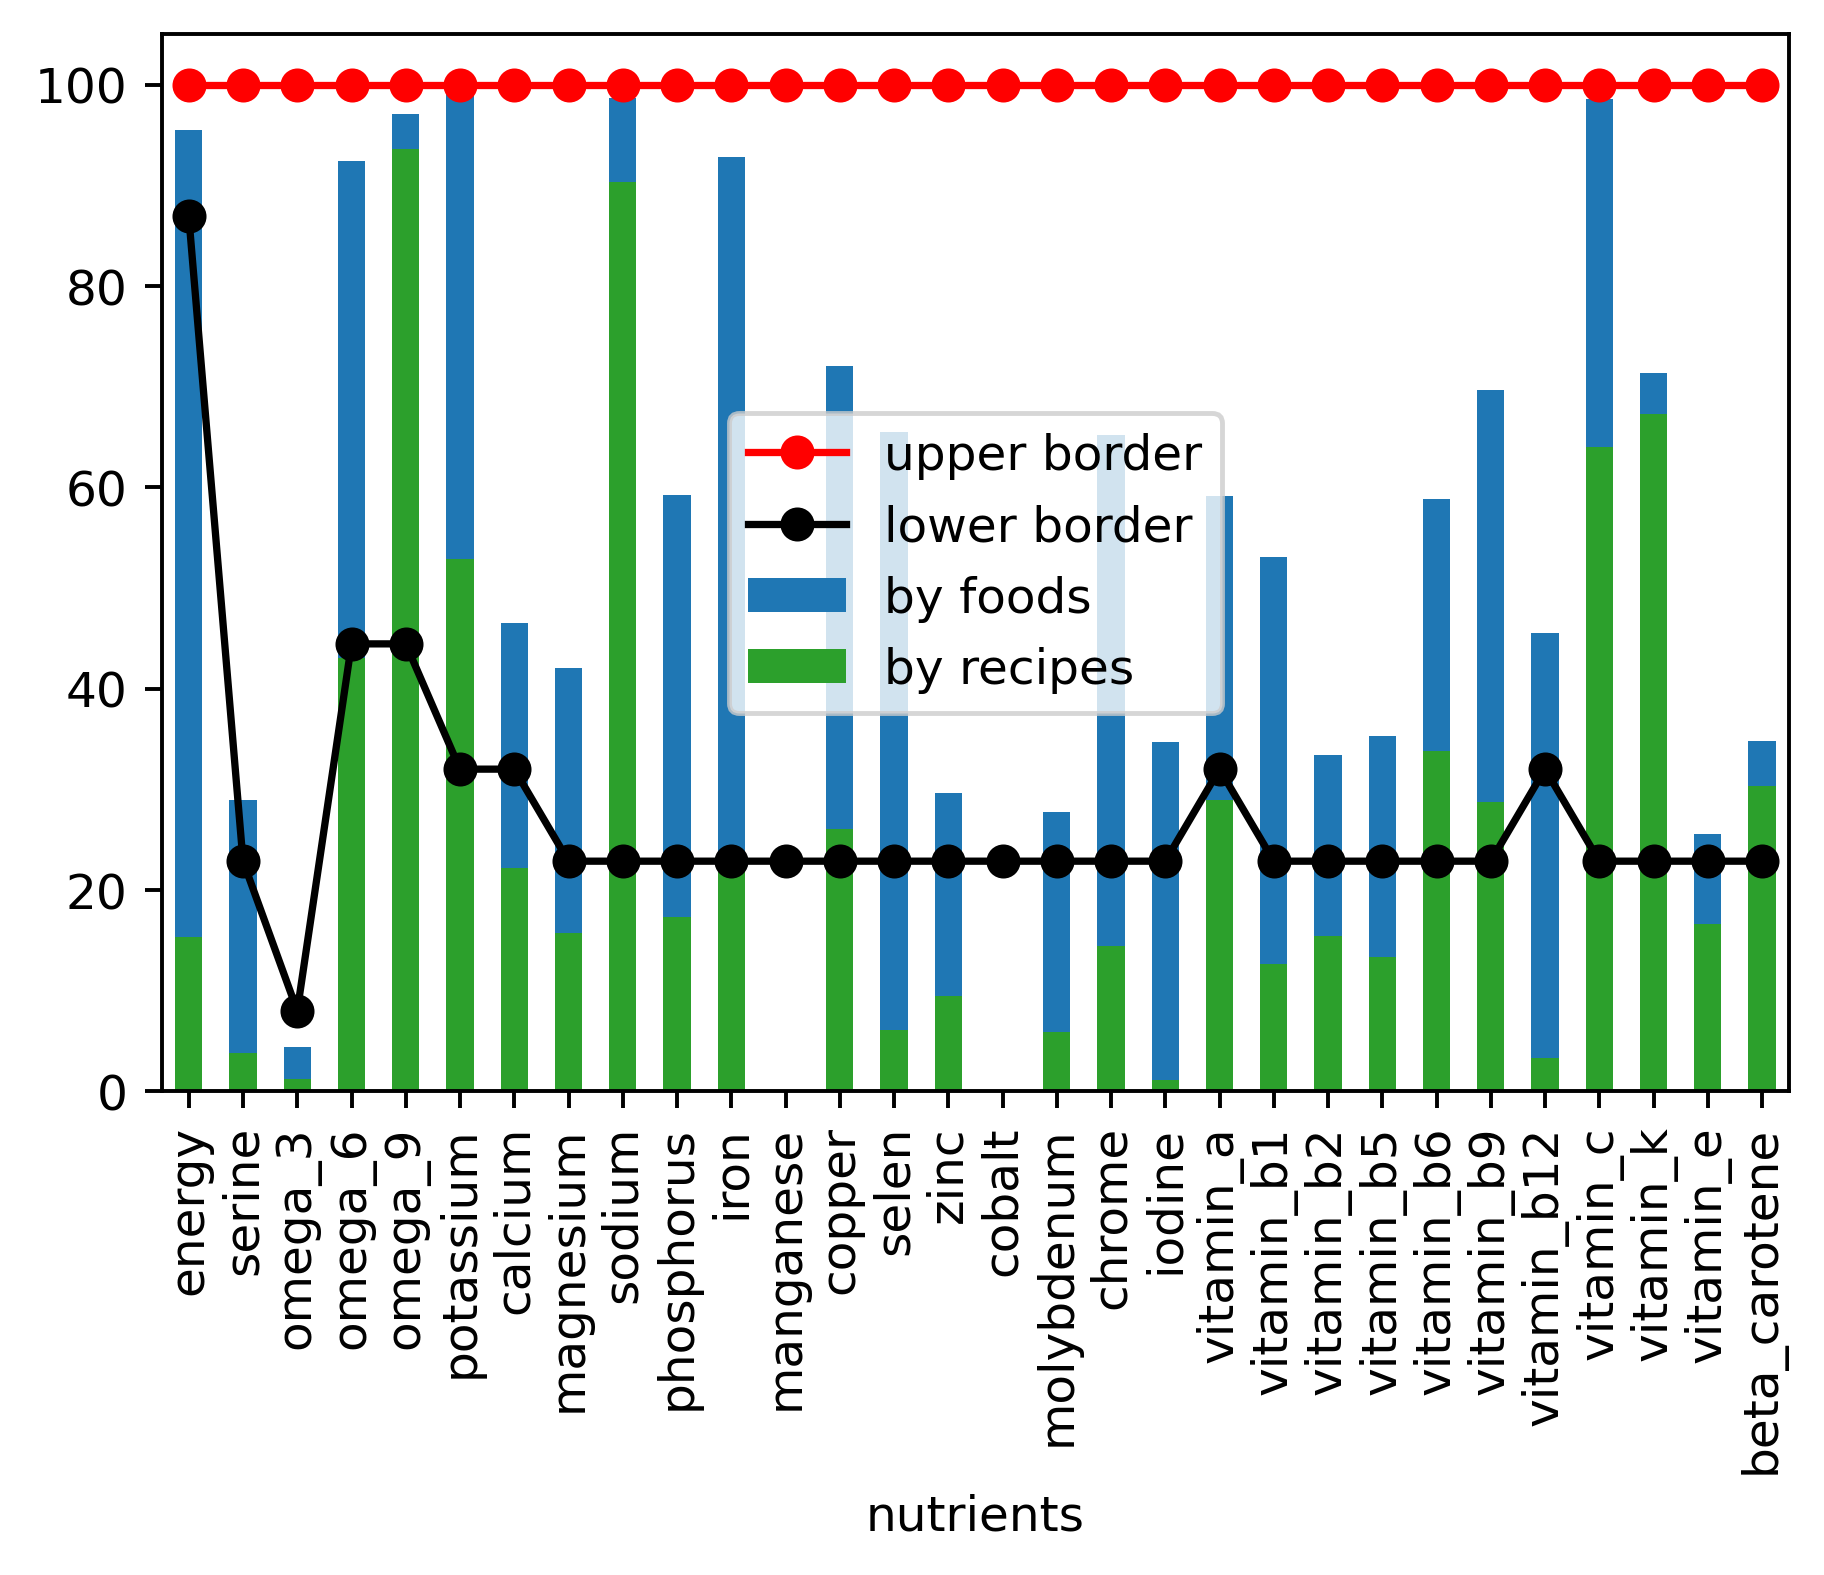 100
80
60
40
20
0
upper border
lower border
by foods
by recipes
energy
serine
omega_3
omega_6
omega_9
potassium
calcium
magnesium
sodium
phosphorus
iron
manganese
copper
selen
zinc
cobalt
molybdenum
chrome
iodine
vitamin_a
vitamin_b1
vitamin_b2
vitamin_b5
vitamin_b6
vitamin_b9
vitamin_b12
vitamin_c
vitamin_k
vitamin_e
beta_carotene
nutrients